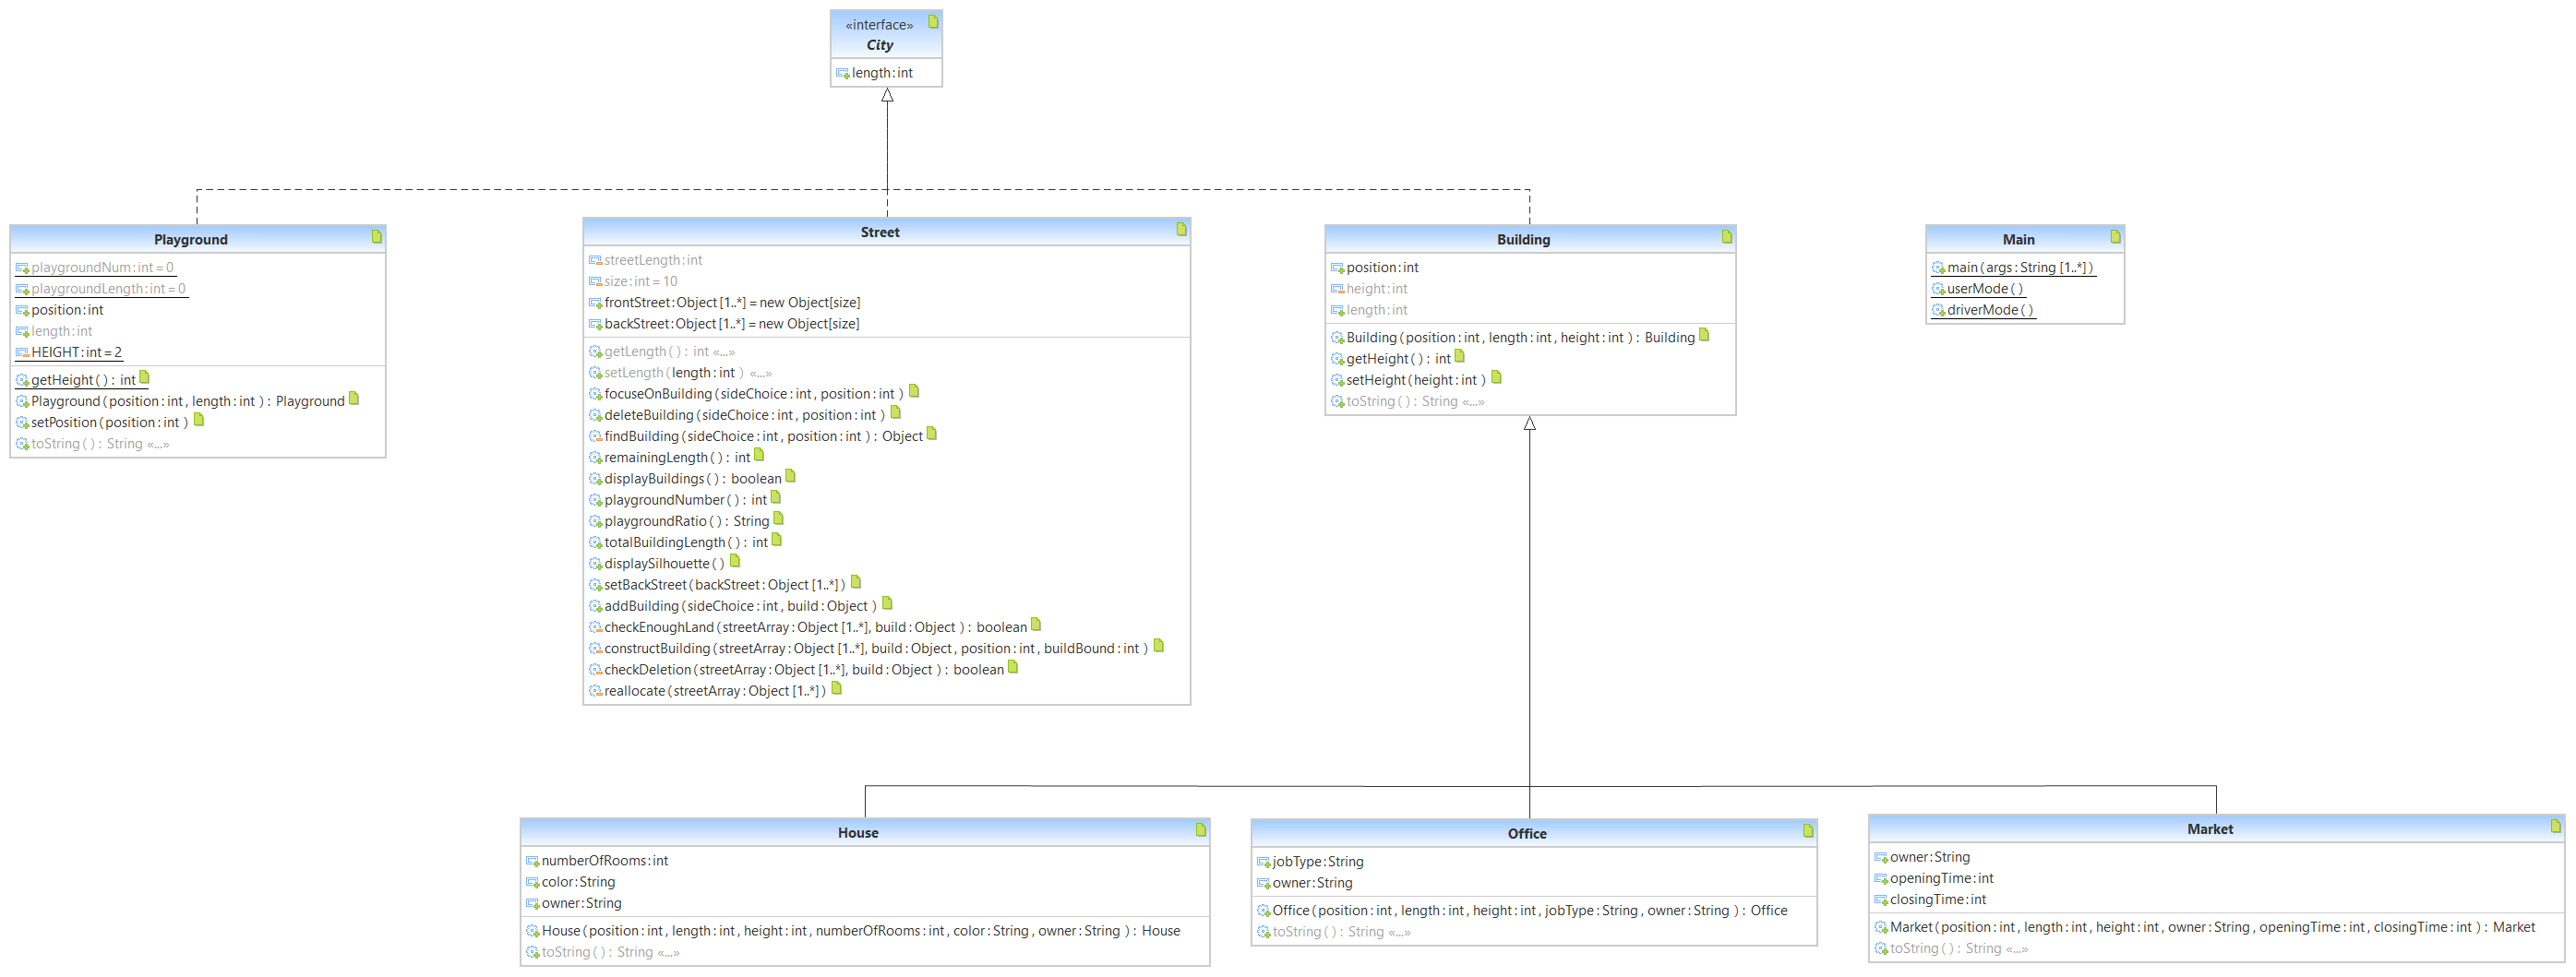 «interface»
City
length:int
Playground
playgroundNum:int = 0
playgroundLength:int = 0
position:int
length:int
HEIGHT:int = 2
getHeight( ): int
Playground(position:int, length:int ): Playground
setPosition(position:int )
toString( ): String «...»
Street
streetLength:int
size:int = 10
frontStreet:Object [1..*] = new Object[size]
backStreet:Object [1..*] = new Object[size]
getLength( ): int «...»
setLength(length:int ) «...»
focuseOnBuilding(sideChoice:int, position:int )
deleteBuilding(sideChoice:int, position:int )
findBuilding(sideChoice:int, position:int ): Object
remainingLength( ): int
displayBuildings( ): boolean
playgroundNumber( ): int
playgroundRatio( ): String
totalBuildingLength( ): int
displaySilhouette( )
setBackStreet(backStreet:Object [1..*])
addBuilding(sideChoice:int, build:Object )
checkEnoughLand(streetArray:Object [1..*], build:Object ): boolean
constructBuilding(streetArray:Object [1..*], build:Object, position:int, buildBound:int )
checkDeletion(streetArray:Object [1..*], build:Object ): boolean
reallocate(streetArray:Object [1..*])
Building
position:int
height:int
length:int
Building(position:int, length:int, height:int ): Building
getHeight( ): int
setHeight(height:int )
toString( ): String «...»
Main
main(args:String [1..*])
userMode( )
driverMode( )
House
numberOfRooms:int
color:String
owner:String
House(position:int, length:int, height:int, numberOfRooms:int, color:String, owner:String ): House
toString( ): String «...»
Office
jobType:String
owner:String
Office(position:int, length:int, height:int, jobType:String, owner:String ): Office
toString( ): String «...»
Market
owner:String
openingTime:int
closingTime:int
Market(position:int, length:int, height:int, owner:String, openingTime:int, closingTime:int ): Market
toString( ): String «...»